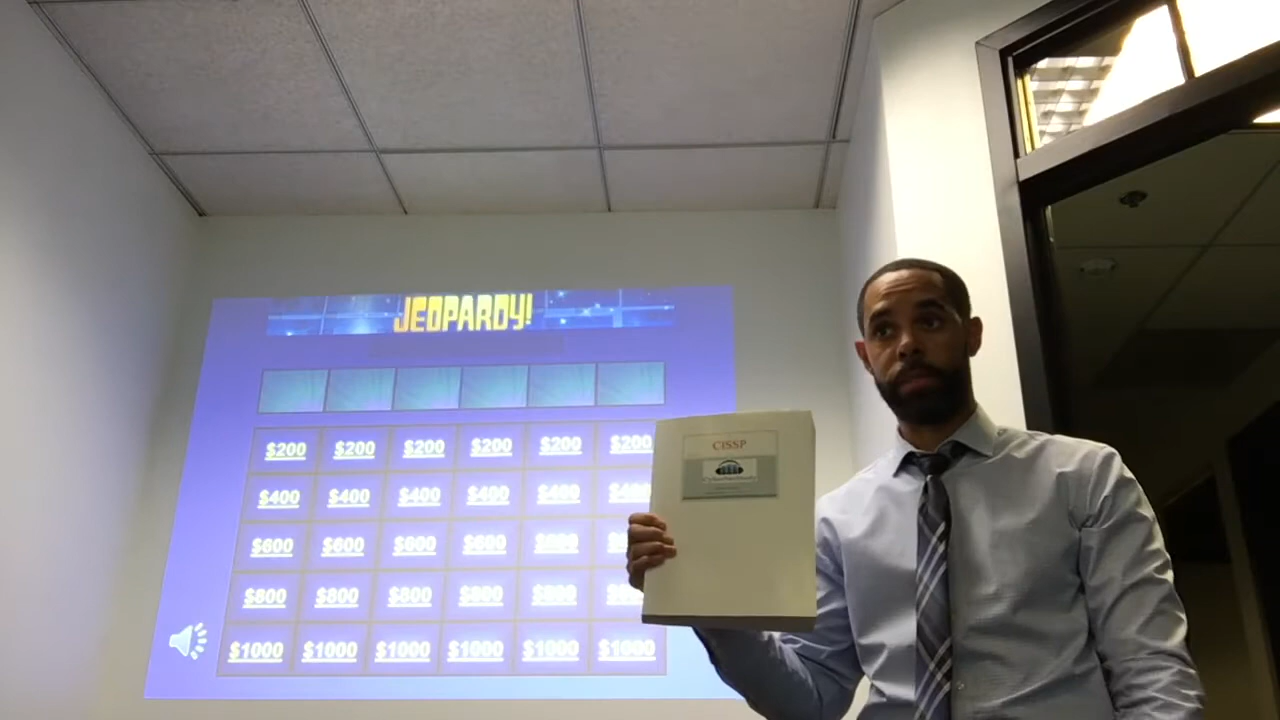 JEOPARDY!
$200 $200 $200 $200 $200 $200
$400 $400 $400 $400 $400 $400
$600 $600 $600 $600 $600
$800 $800 $800 $800 $800
$1000 $1000 $1000 $1000 $1000 $1000
CISSP